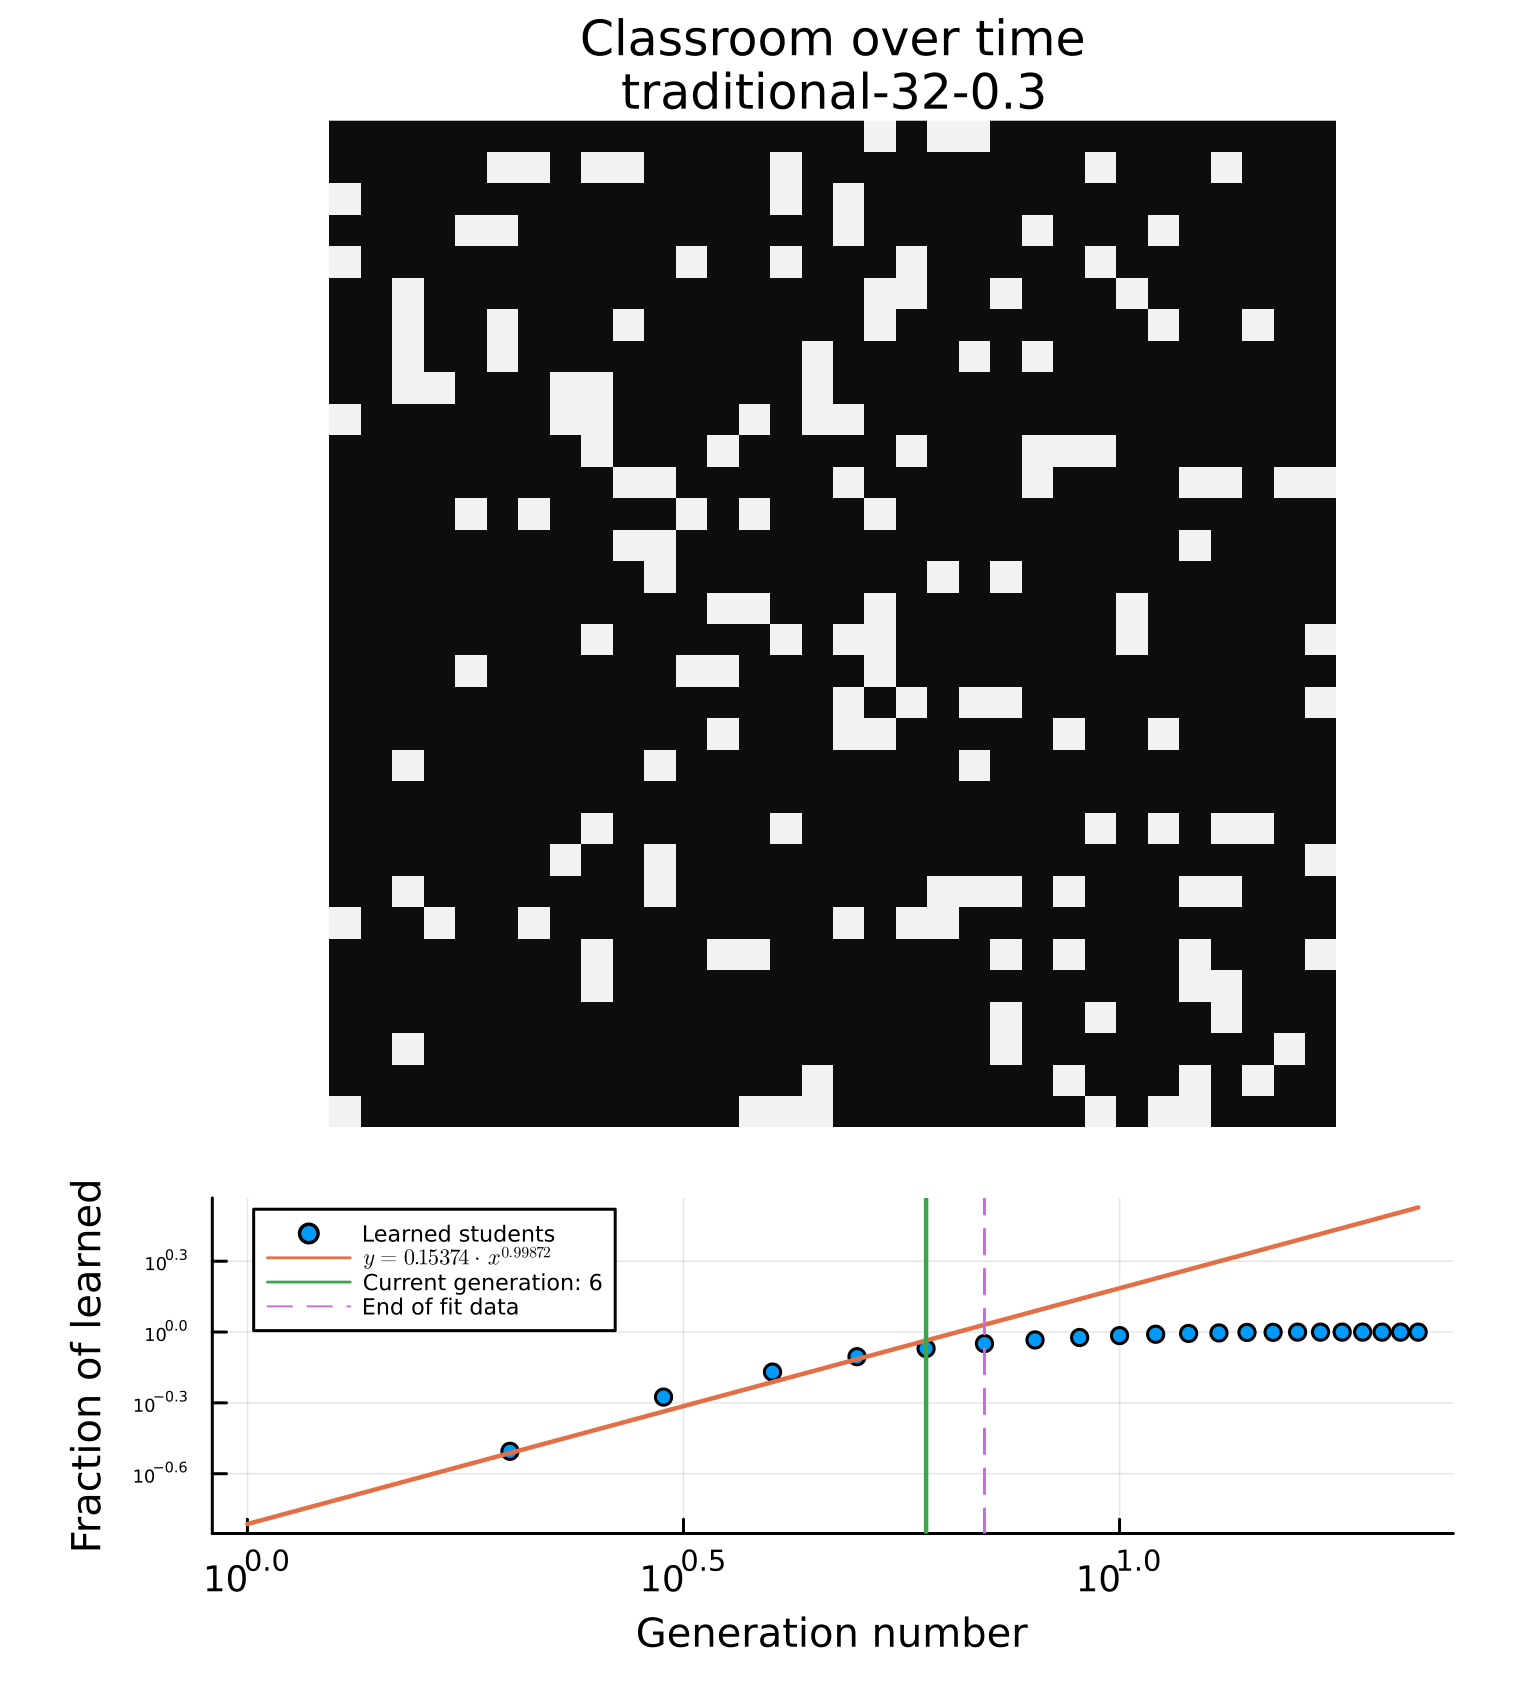 Classroom over time
traditional-32-0.3
Fraction of learned
10^0.3
10^0.0
10^−0.3
10^−0.6
Learned students
y = 0.15374 · x^0.99872
Current generation: 6
End of fit data
10^0.0
10^0.5
10^1.0
Generation number